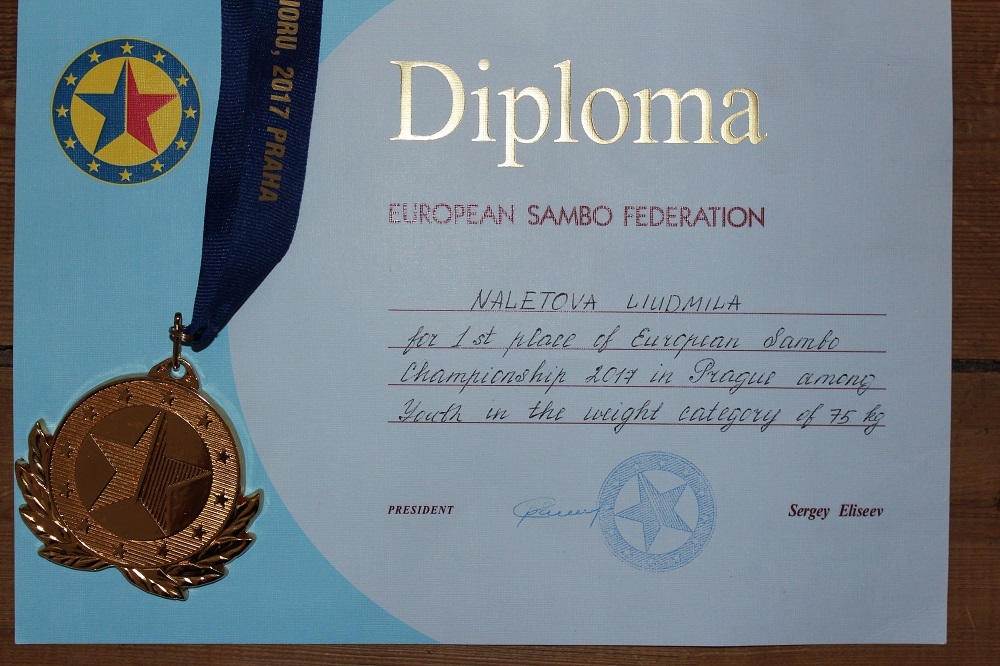 2017 PRAHA
Diploma
EUROPEAN SAMBO FEDERATION
NALETOVA LIUDMILA
for 1st place of European Sambo
Championship 2017 in Prague among
Youth in the weight category of 75 kg
PRESIDENT
Sergey Eliseev